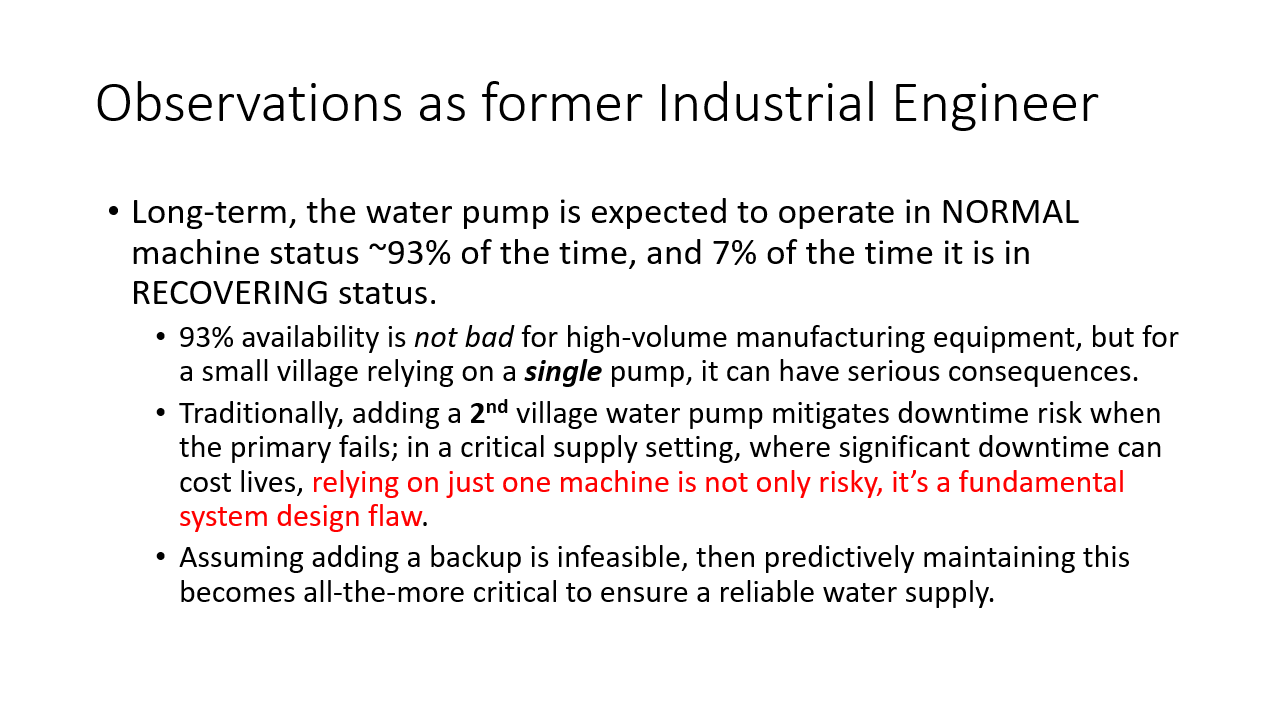 Observations as former Industrial Engineer
• Long-term, the water pump is expected to operate in NORMAL
machine status ~93% of the time, and 7% of the time it is in
RECOVERING status.
• 93% availability is not bad for high-volume manufacturing equipment, but for
a small village relying on a single pump, it can have serious consequences.
• Traditionally, adding a 2nd village water pump mitigates downtime risk when
the primary fails; in a critical supply setting, where significant downtime can
cost lives, relying on just one machine is not only risky, it’s a fundamental
system design flaw.
• Assuming adding a backup is infeasible, then predictively maintaining this
becomes all-the-more critical to ensure a reliable water supply.